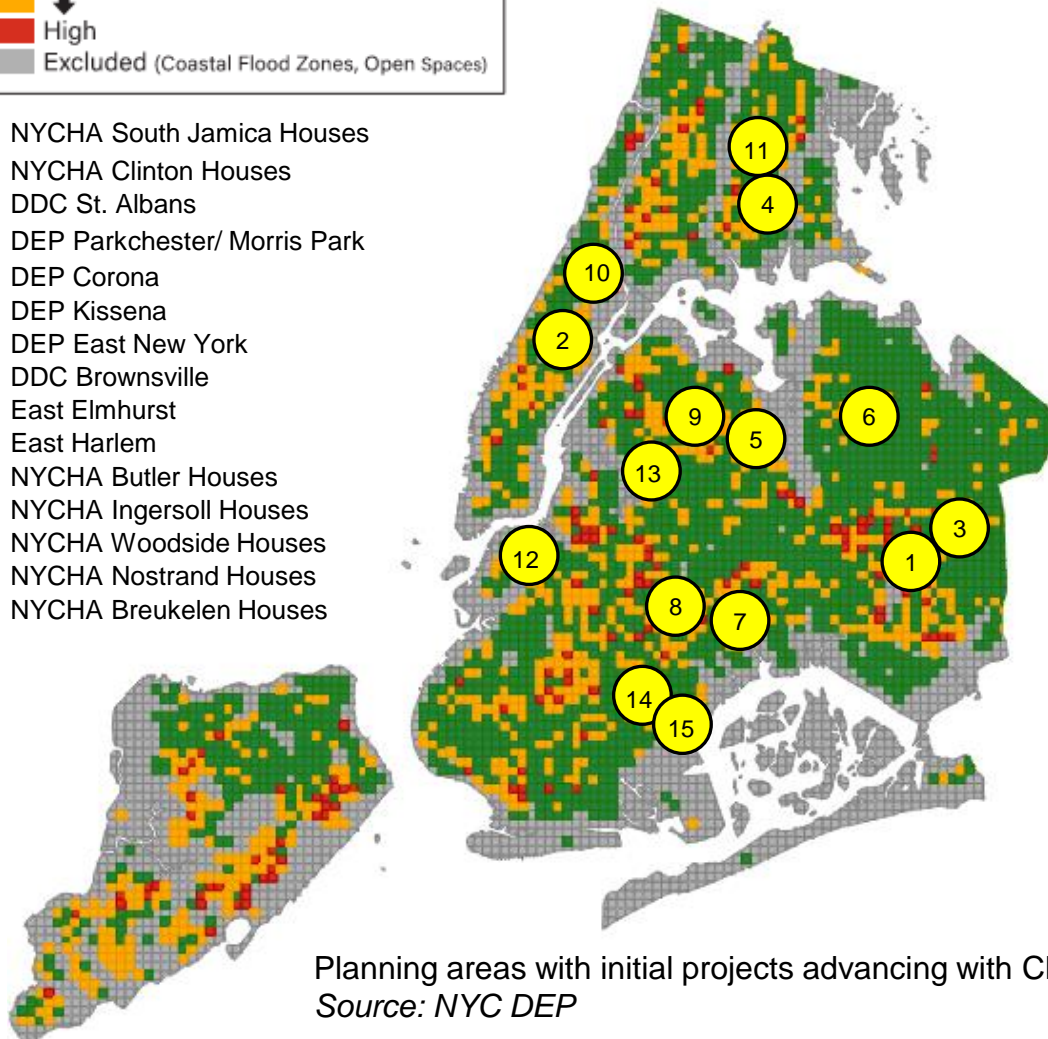 High
Excluded (Coastal Flood Zones, Open Spaces)
NYCHA South Jamica Houses
NYCHA Clinton Houses
DDC St. Albans
DEP Parkchester/ Morris Park
DEP Corona
DEP Kissena
DEP East New York
DDC Brownsville
East Elmhurst
East Harlem
NYCHA Butler Houses
NYCHA Ingersoll Houses
NYCHA Woodside Houses
NYCHA Nostrand Houses
NYCHA Breukelen Houses
11
4
10
2
9
5
6
13
3
12
1
8
7
14
15
Planning areas with initial projects advancing with
Source: NYC DEP